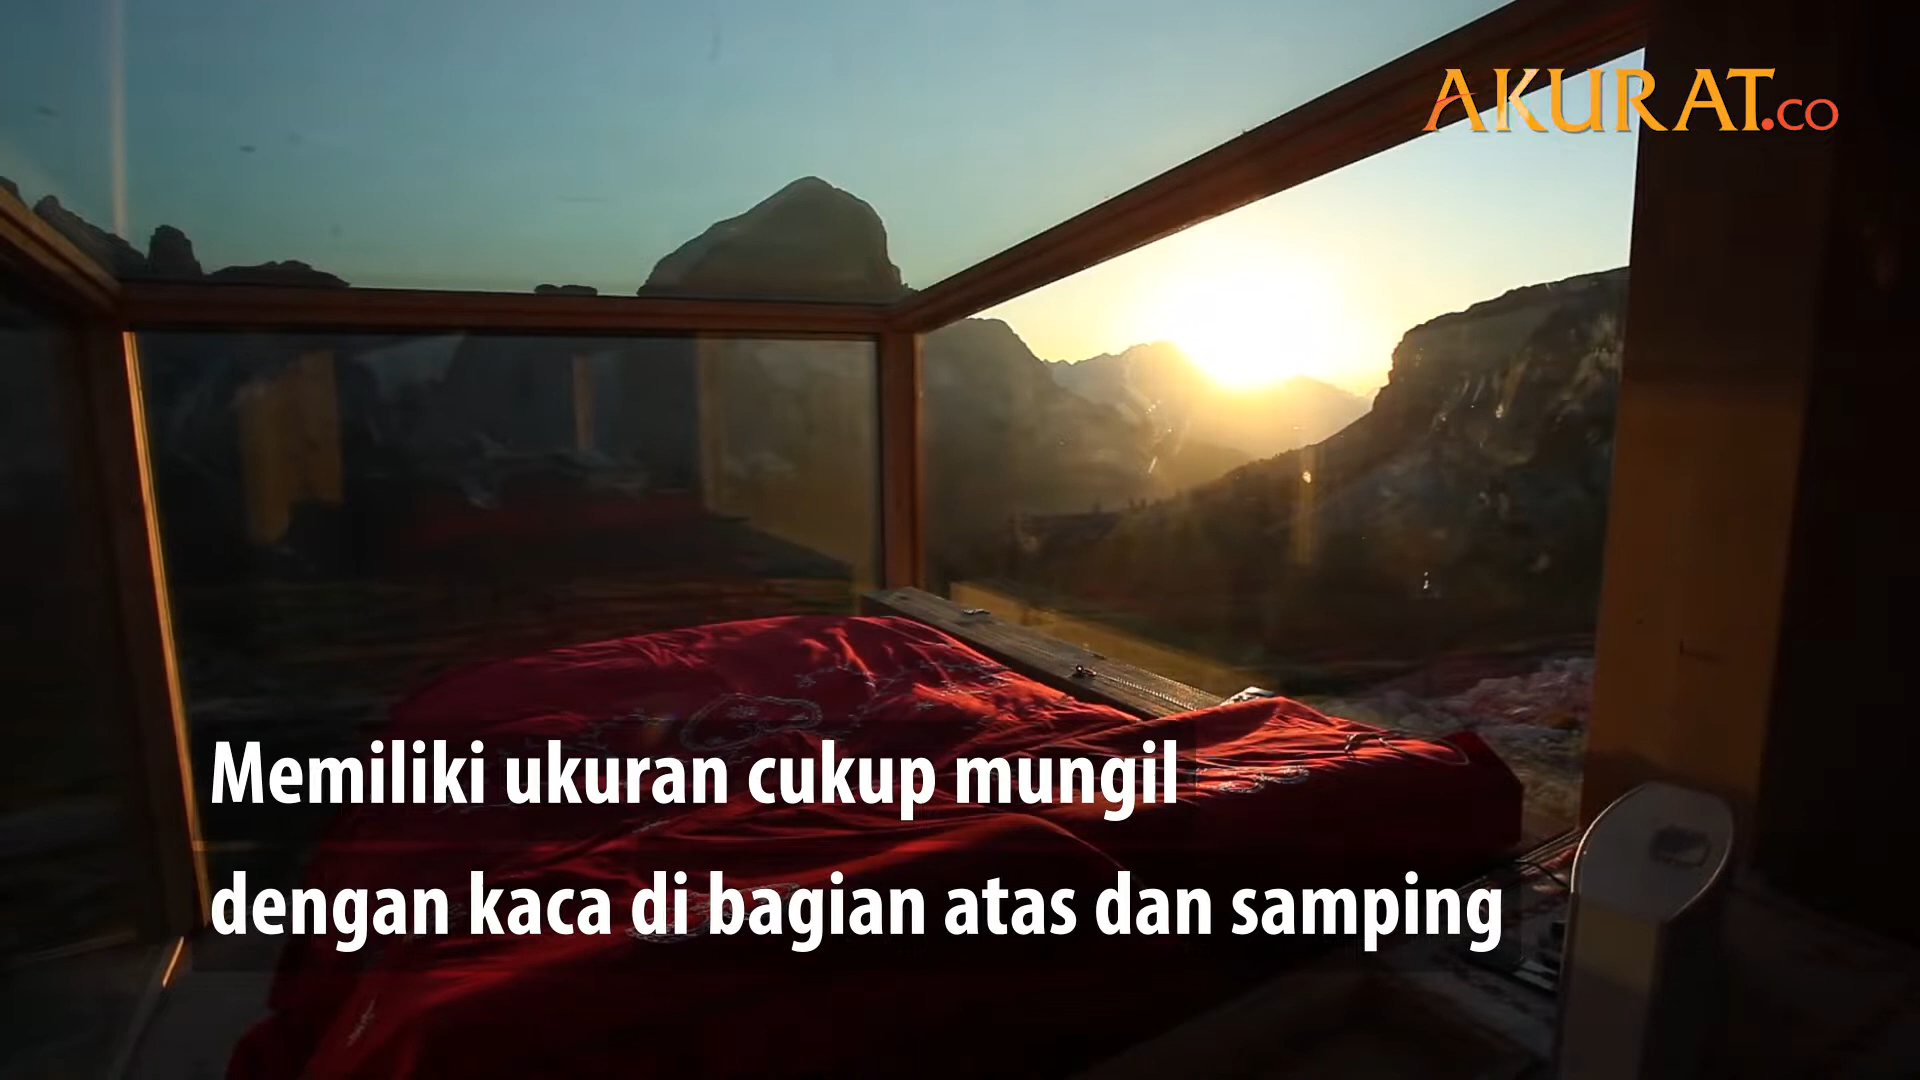 AKURAT.co
Memiliki ukuran cukup mungil
dengan kaca di bagian atas dan samping